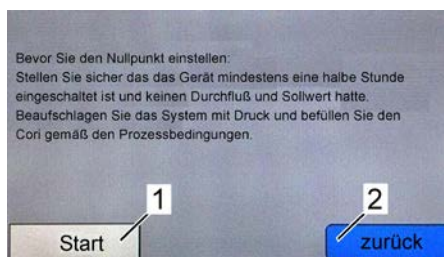 Bevor Sie den Nullpunkt einstellen:
Stellen Sie sicher das das Gerät mindestens eine halbe Stunde
eingeschaltet ist und keinen Durchfluß und Sollwert hatte.
Beaufschlagen Sie das System mit Druck und befüllen Sie den
Cori gemäß den Prozessbedingungen.
1
2
Start
zurück